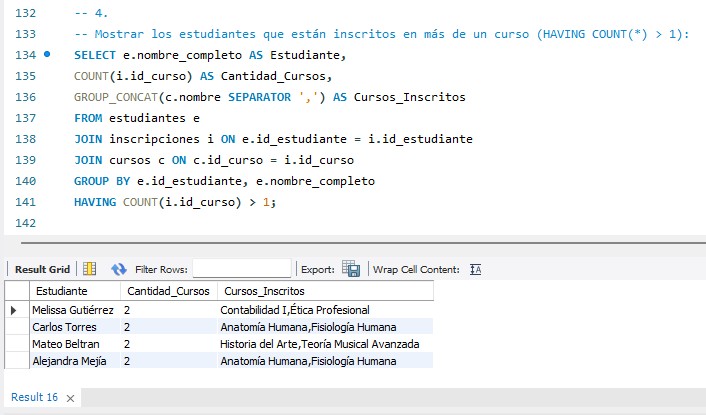 132 -- 4.
133 -- Mostrar los estudiantes que están inscritos en más de un curso (HAVING COUNT(*) > 1):
134 SELECT e.nombre_completo AS Estudiante,
135 COUNT(i.id_curso) AS Cantidad_Cursos,
136 GROUP_CONCAT(c.nombre SEPARATOR ',') AS Cursos_Inscritos
137 FROM estudiantes e
138 JOIN inscripciones i ON e.id_estudiante = i.id_estudiante
139 JOIN cursos c ON c.id_curso = i.id_curso
140 GROUP BY e.id_estudiante, e.nombre_completo
141 HAVING COUNT(i.id_curso) > 1;
142
Result Grid Filter Rows: Export: Wrap Cell Content:
Estudiante Cantidad_Cursos Cursos_Inscritos
Melissa Gutiérrez 2 Contabilidad I,Ética Profesional
Carlos Torres 2 Anatomía Humana,Fisiología Humana
Mateo Beltran 2 Historia del Arte,Teoría Musical Avanzada
Alejandra Mejía 2 Anatomía Humana,Fisiología Humana
Result 16